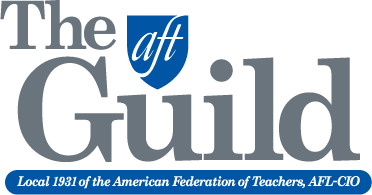 The
aft
Guild
Local 1931 of the American Federation of Teachers, AFL-CIO